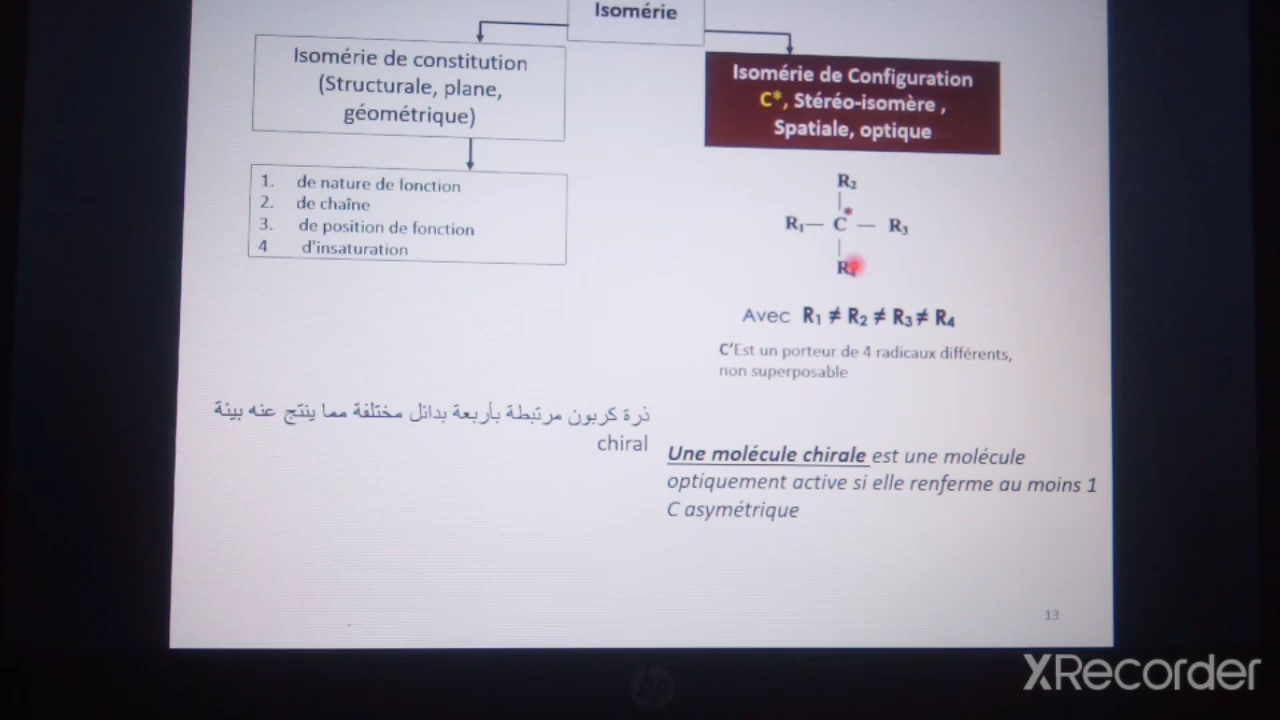 Isomérie
Isomérie de constitution
(Structurale, plane,
géométrique)
Isomérie de Configuration
C*, Stéréo-isomère ,
Spatiale, optique
1. de nature de fonction
2. de chaîne
3. de position de fonction
4 d'insaturation
R₂
R₁— C* — R₃
Avec R₁ ≠ R₂ ≠ R₃ ≠ R₄
C'Est un porteur de 4 radicaux différents,
non superposable
ذرة كربون مرتبطة بأربعة بدائل مختلفة مما ينتج عنه بيئة
chiral
Une molécule chirale est une molécule
optiquement active si elle renferme au moins 1
C asymétrique
13
hp
XRecorder